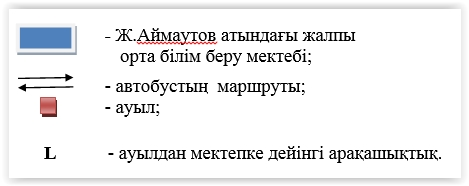 - Ж.Аймаутов атындағы жалпы
орта білім беру мектебі;
- автобустың маршруты;
- ауыл;
L - ауылдан мектепке дейінгі арақашықтық.